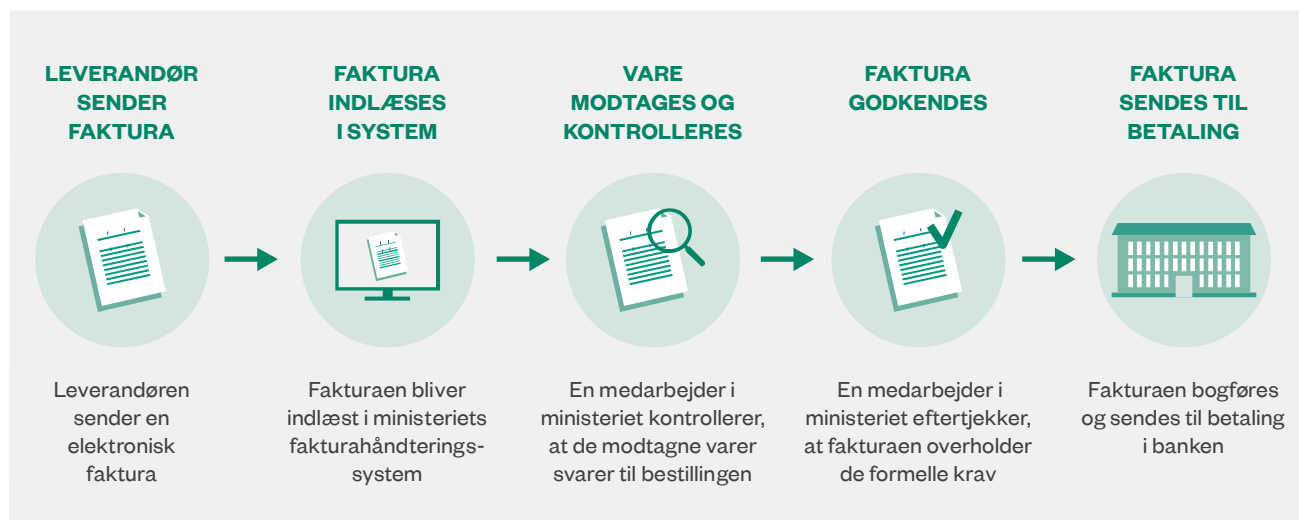 LEVERANDØR
SENDER
FAKTURA
FAKTURA
INDLÆSES
I SYSTEM
VARE
MODTAGES OG
KONTROLLERES
FAKTURA
GODKENDES
FAKTURA
SENDES TIL
BETALING
Leverandøren
sender en
elektronisk
faktura
Fakturaen bliver
indlæst i ministeriets
fakturahåndterings-
system
En medarbejder i
ministeriet kontrollerer,
at de modtagne varer
svarer til bestillingen
En medarbejder i
ministeriet eftertjekker,
at fakturaen overholder
de formelle krav
Fakturaen bogføres
og sendes til betaling
i banken